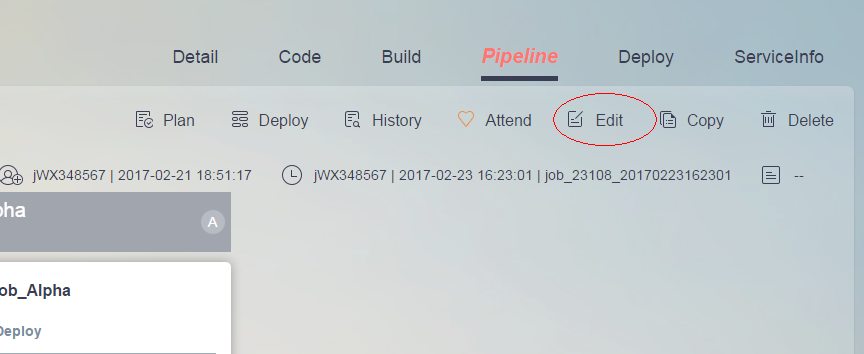 Detail Code Build Pipeline Deploy ServiceInfo
Plan Deploy History Attend Edit Copy Delete
jWX348567 | 2017-02-21 18:51:17 jWX348567 | 2017-02-23 16:23:01 | job_23108_20170223162301 --
pha
A
ob_Alpha
Deploy